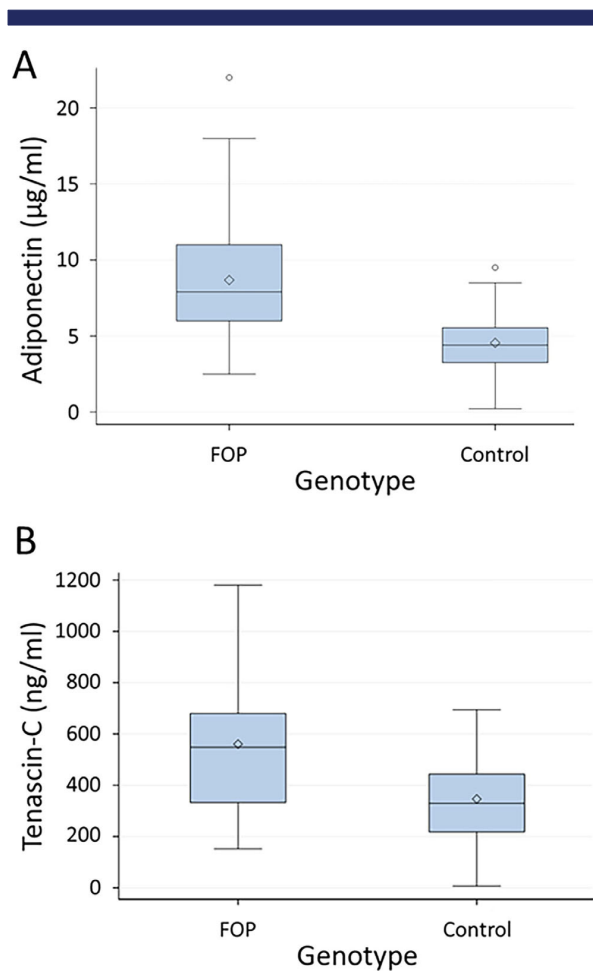 A
Adiponectin (µg/ml)
20
15
10
5
0
FOP
Control
Genotype
B
Tenascin-C (ng/ml)
1200
1000
800
600
400
200
0
FOP
Control
Genotype